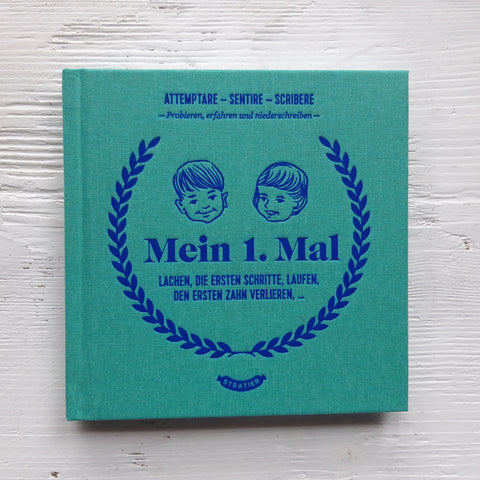 ATTEMPTARE – SENTIRE – SCRIBERE
– Probieren, erfahren und niederschreiben –
Mein 1. Mal
LACHEN, DIE ERSTEN SCHRITTE, LAUFEN,
DEN ERSTEN ZAHN VERLIEREN, ...
STRATIER